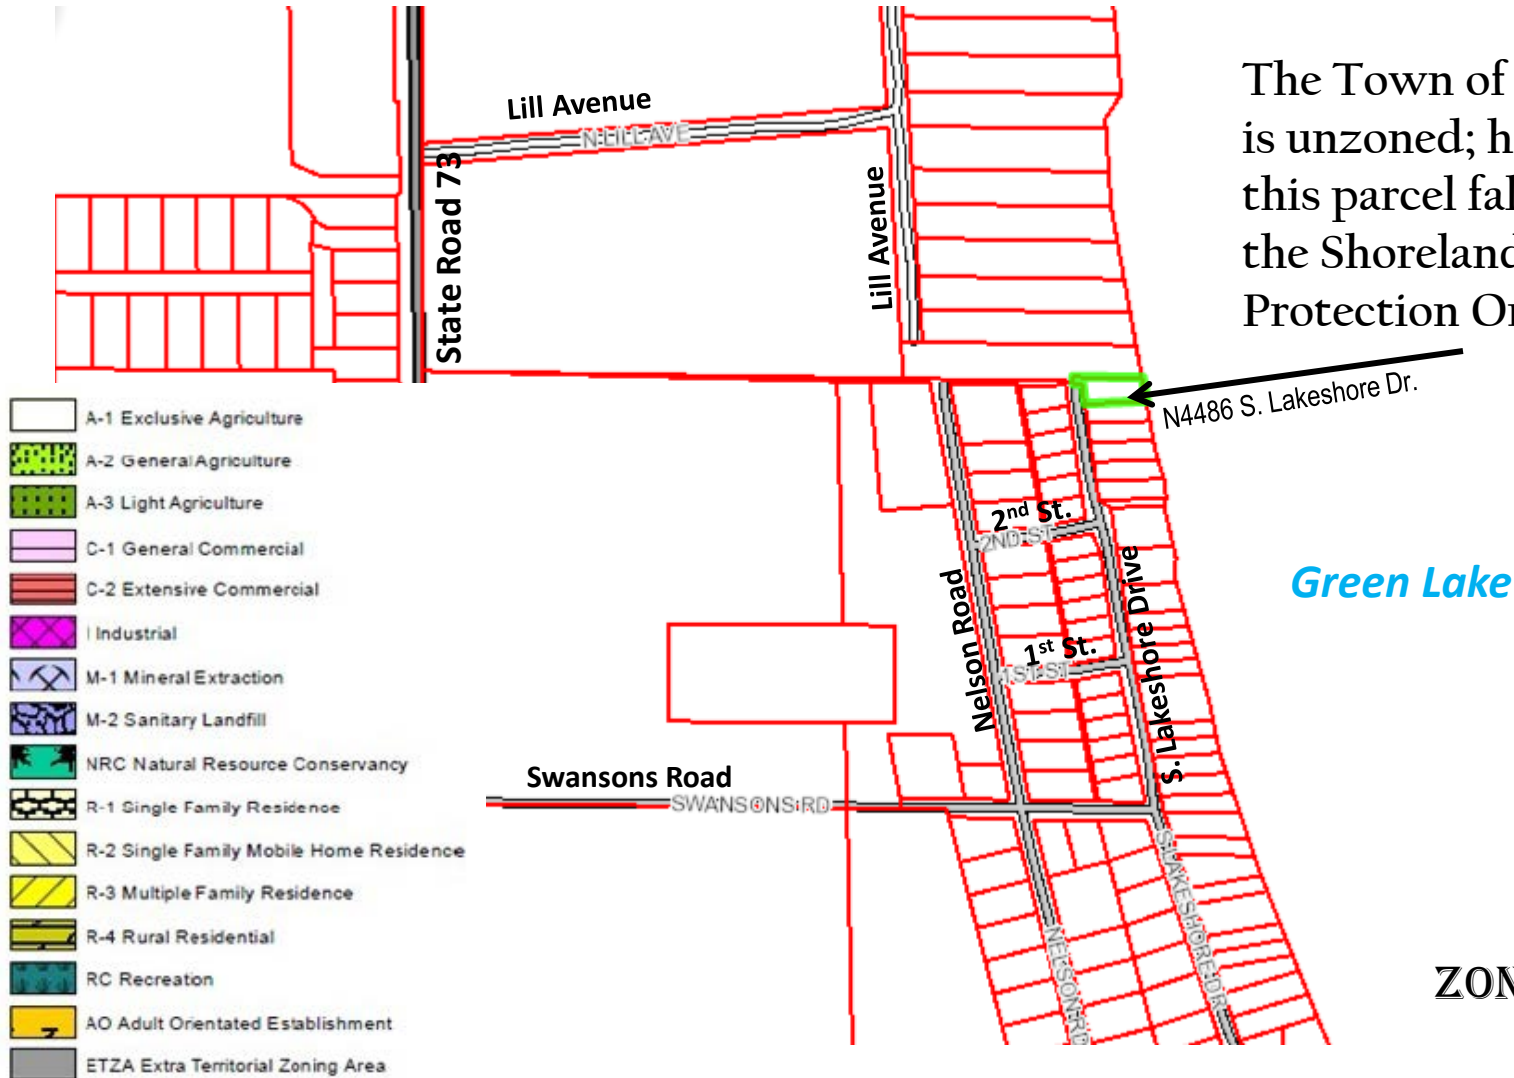 Lill Avenue
N LILL AVE
State Road 73
Lill Avenue
The Town of
is unzoned; h
this parcel fal
the Shoreland
Protection Or
N4486 S. Lakeshore Dr.
A-1 Exclusive Agriculture
A-2 General Agriculture
A-3 Light Agriculture
C-1 General Commercial
C-2 Extensive Commercial
I Industrial
M-1 Mineral Extraction
M-2 Sanitary Landfill
NRC Natural Resource Conservancy
R-1 Single Family Residence
R-2 Single Family Mobile Home Residence
R-3 Multiple Family Residence
R-4 Rural Residential
RC Recreation
AO Adult Orientated Establishment
ETZA Extra Territorial Zoning Area
2nd St.
2ND ST
Nelson Road
1st St.
1ST ST
S. Lakeshore Drive
Green Lake
Swansons Road
SWANSONS RD
S LAKESHORE DR
NELSON RD
ZON